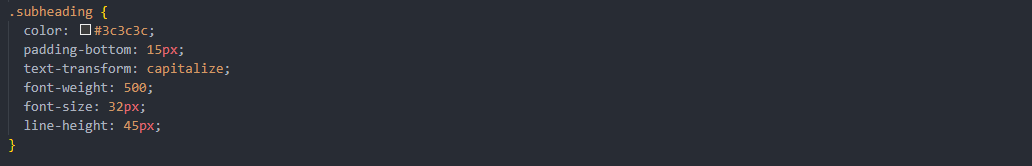 .subheading {
  color: #3c3c3c;
  padding-bottom: 15px;
  text-transform: capitalize;
  font-weight: 500;
  font-size: 32px;
  line-height: 45px;
}